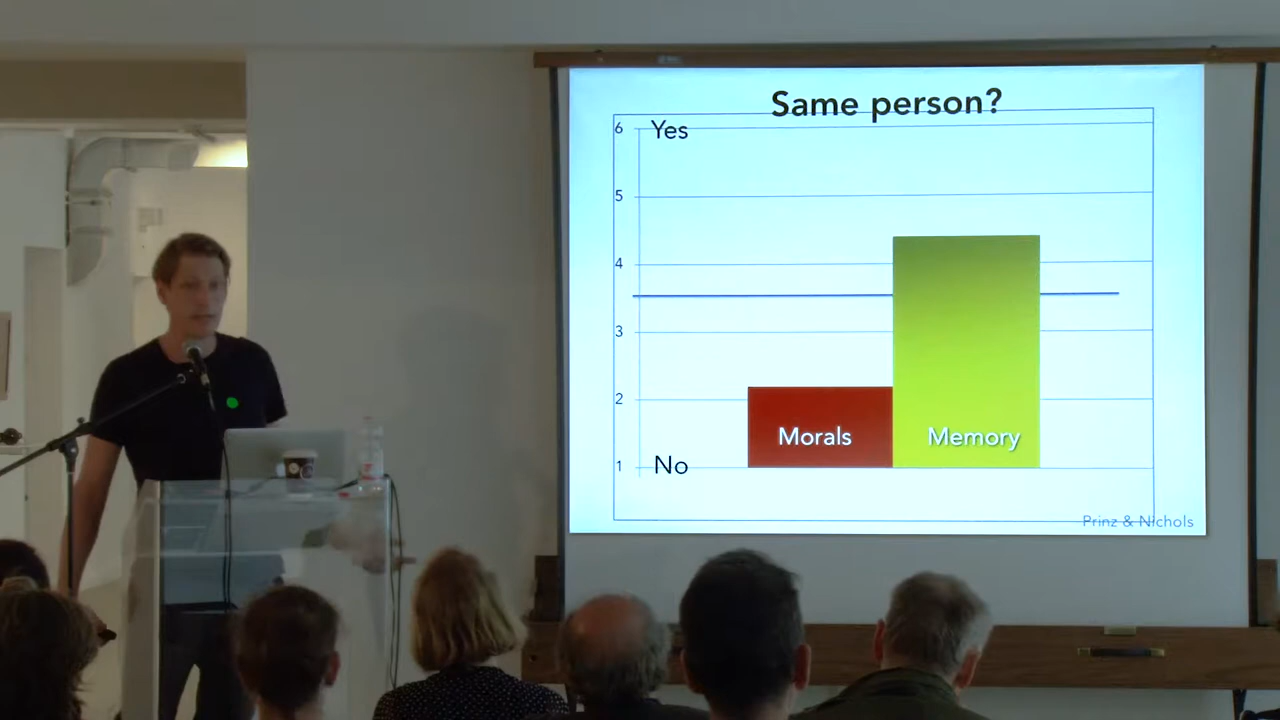 Same person?
6 Yes
5
4
3
2
Morals Memory
1 No
Prinz & Nichols